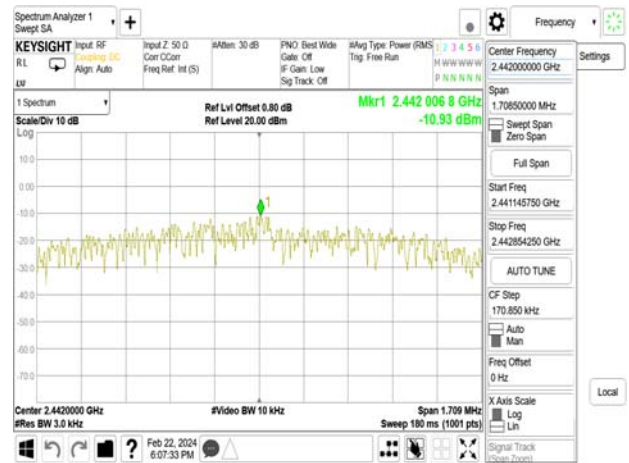 Spectrum Analyzer 1
Swept SA
Frequency
KEYSIGHT
RL
Input: RF
Coupling: DC
Align: Auto
Input Z: 50 Ω
Corr CCorr
Freq Ref: Int (S)
#Atten: 30 dB
PNO: Best Wide
Gate: Off
IF Gain: Low
Sig Track: Off
#Avg Type: Power (RMS
Trig: Free Run
1 2 3 4 5 6
M W W W W W
P N N N N N
Center Frequency
2.442000000 GHz
Settings
Span
1.70850000 MHz
Swept Span
Zero Span
Full Span
Start Freq
2.441145750 GHz
Stop Freq
2.442854250 GHz
AUTO TUNE
CF Step
170.850 kHz
Auto
Man
Freq Offset
0 Hz
X Axis Scale
Log
Lin
Signal Track
(Span Zoom)
Local
1 Spectrum
Scale/Div 10 dB
Log
Ref Lvl Offset 0.80 dB
Ref Level 20.00 dBm
Mkr1 2.442 006 8 GHz
-10.93 dBm
10.0
0.00
-10.0
-20.0
-30.0
-40.0
-50.0
-60.0
-70.0
1
Center 2.4420000 GHz
#Res BW 3.0 kHz
#Video BW 10 kHz
Span 1.709 MHz
Sweep 180 ms (1001 pts)
?
Feb 22, 2024
6:07:33 PM